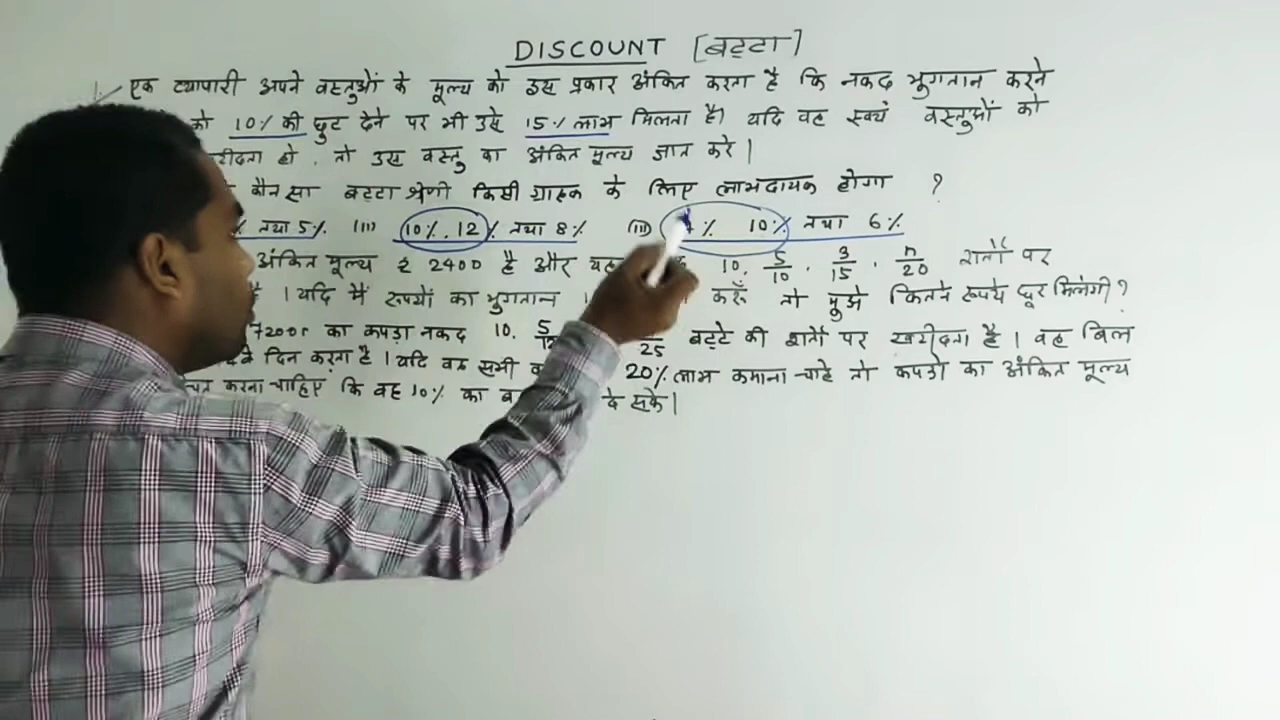 DISCOUNT [बट्टा]
एक व्यापारी अपने वस्तुओं के मूल्य को इस प्रकार अंकित करता है कि नकद भुगतान करने
को 10% की छूट देने पर भी उसे 15% लाभ मिलता है। यदि वह स्वयं वस्तुओं को
हो, तो उस वस्तु का अंकित मूल्य ज्ञात करे।
कौन सा बट्टा श्रेणी किसी ग्राहक के लिए लाभदायक होगा ?
% तथा 5% (ii) 10%, 12% तथा 8% (iii) % 10% तथा 6%
अंकित मूल्य ₹ 2400 है और यह 10, 5/10, 3/15, n/20 शर्तों पर
है । यदि मैं रूपयों का भुगतान करूँ तो मुझे कितने रूपये छूट मिलेगी?
7200 का कपड़ा नकद 10, 5 25 बट्टे की शर्तों पर खरीदता है । वह बिल
दिन करता है । यदि वह सभी 20% लाभ कमाना चाहे तो कपड़ो का अंकित मूल्य
करना चाहिए कि वह 10% का दे सके।